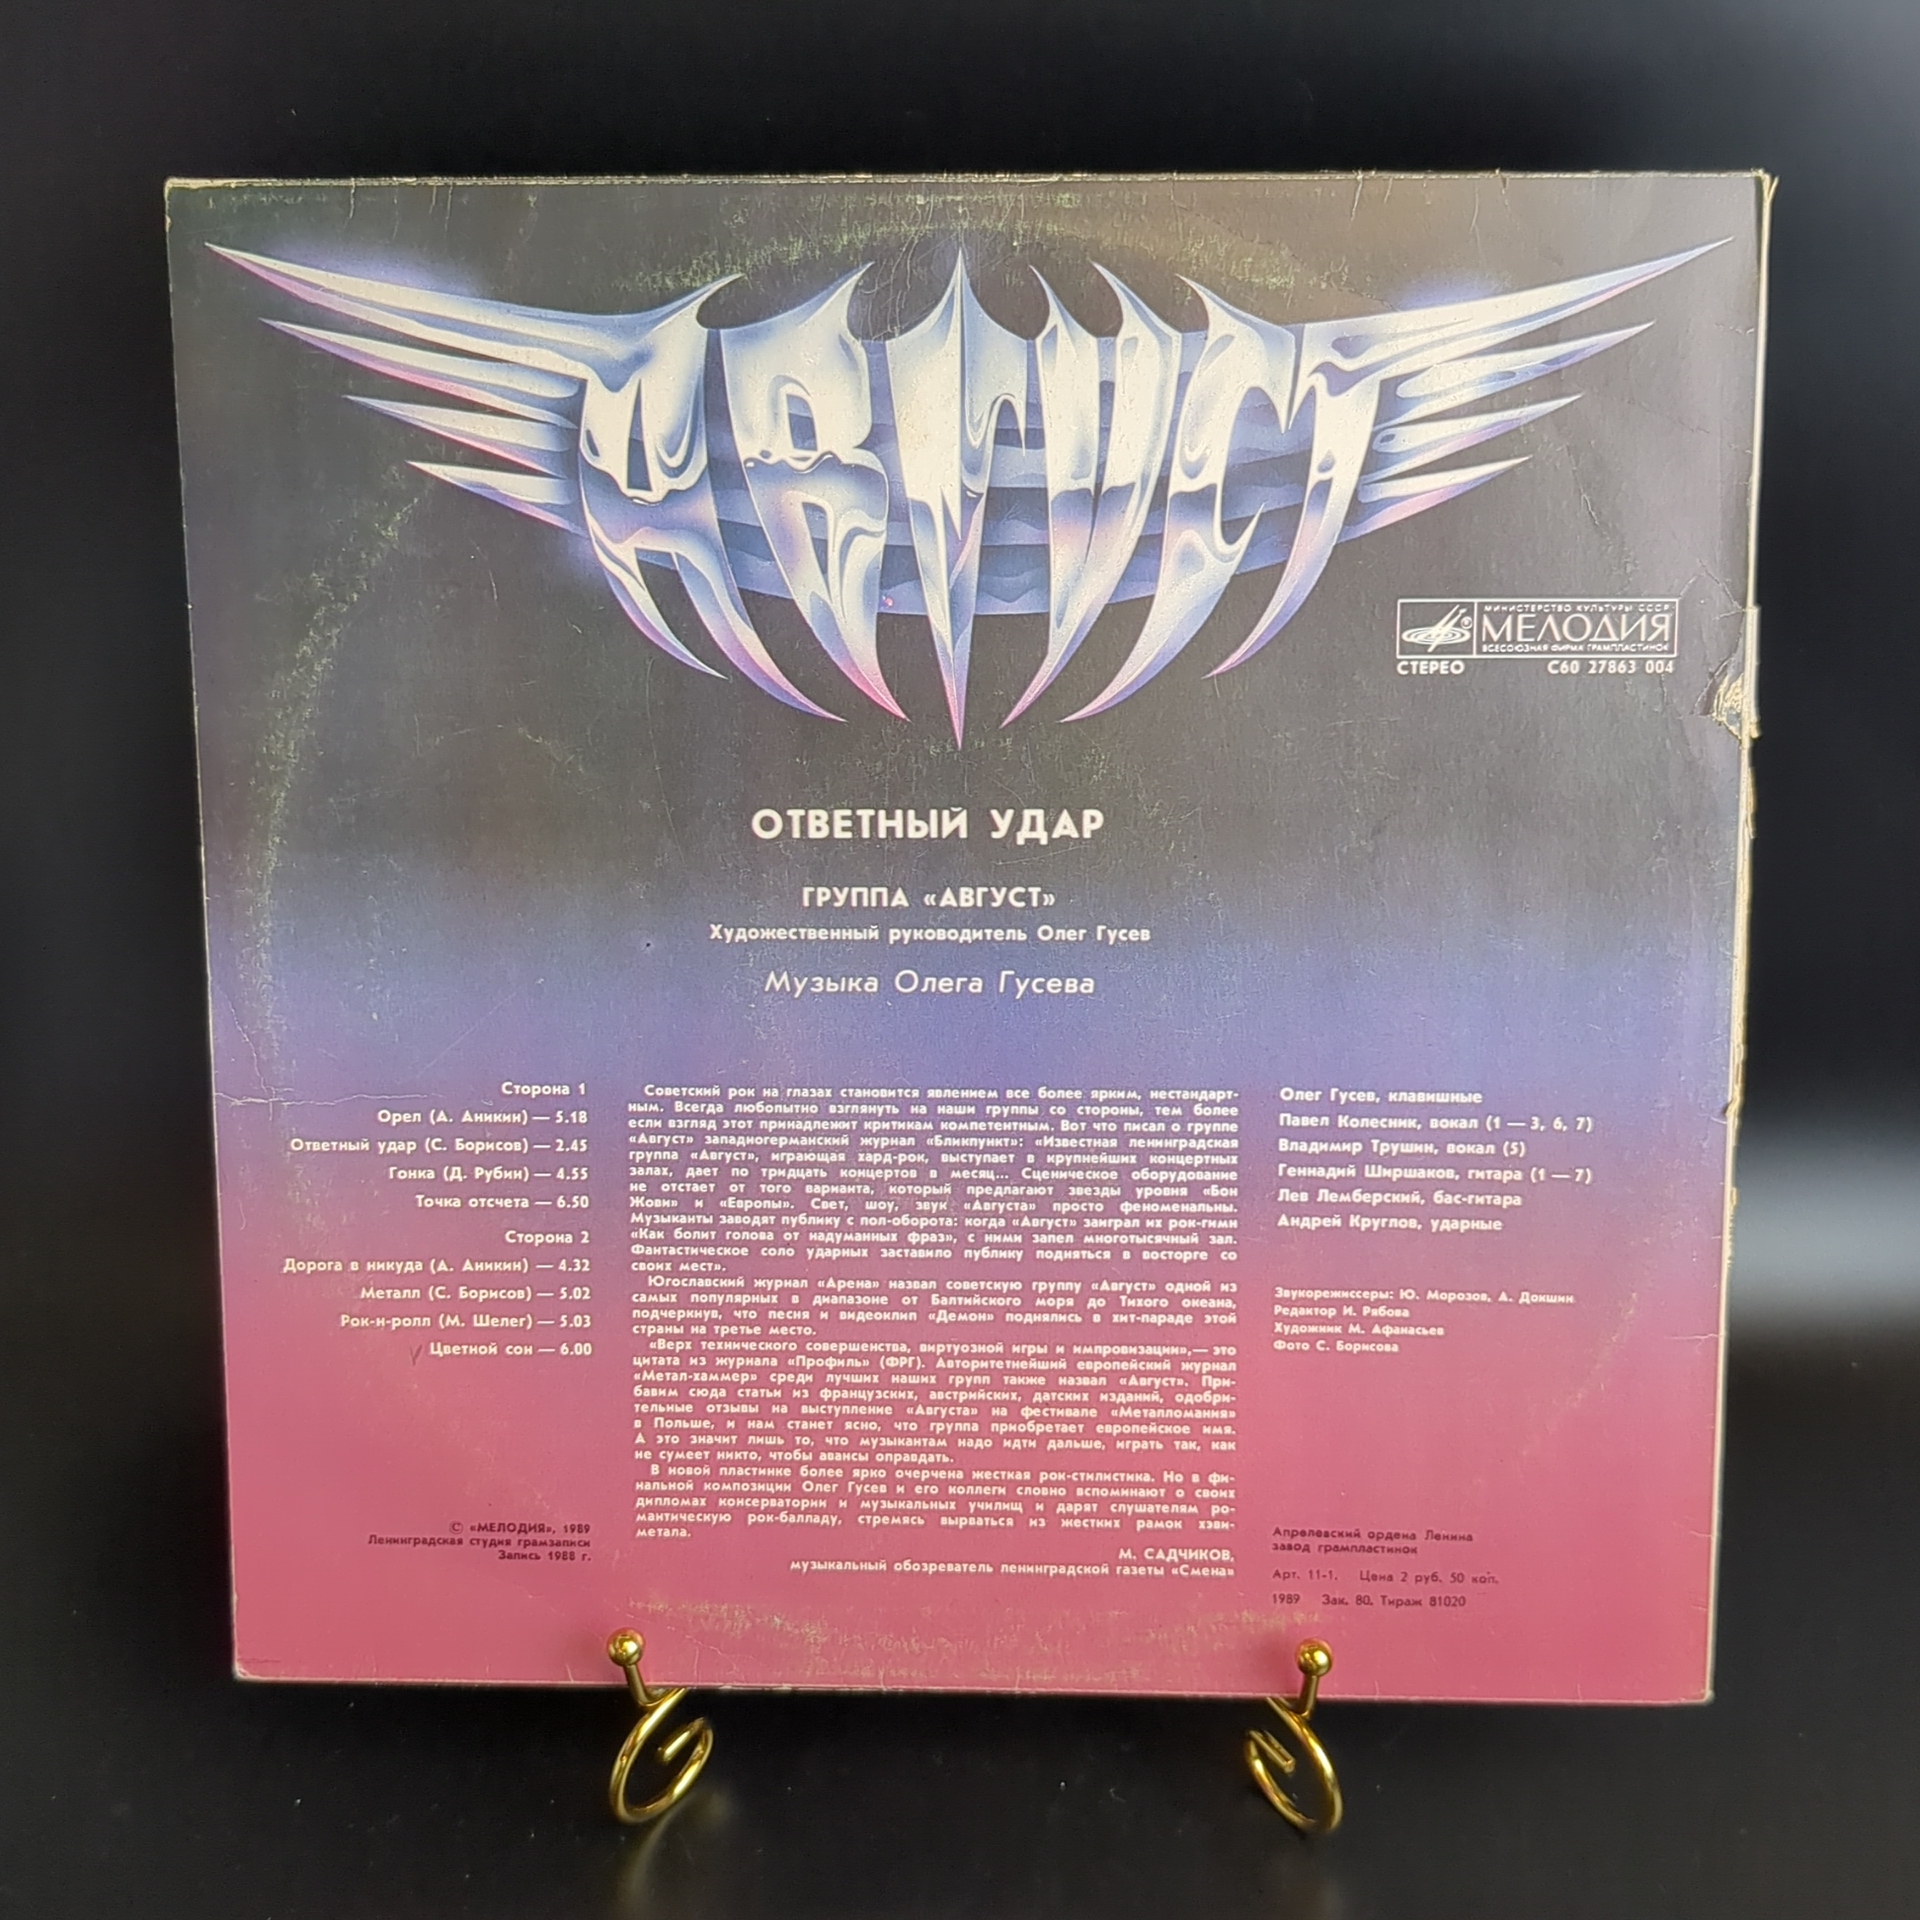 АВГУСТ
МИНИСТЕРСТВО КУЛЬТУРЫ СССР
МЕЛОДИЯ
ВСЕСОЮЗНАЯ ФИРМА ГРАМПЛАСТИНОК
СТЕРЕО С60 27863 004
ОТВЕТНЫЙ УДАР
ГРУППА «АВГУСТ»
Художественный руководитель Олег Гусев
Музыка Олега Гусева
Сторона 1
Орел (А. Аникин) — 5.18
Ответный удар (С. Борисов) — 2.45
Гонка (Д. Рубин) — 4.55
Точка отсчета — 6.50
Сторона 2
Дорога в никуда (А. Аникин) — 4.32
Металл (С. Борисов) — 5.02
Рок-н-ролл (М. Шелег) — 5.03
Цветной сон — 6.00
© «МЕЛОДИЯ», 1989
Ленинградская студия грамзаписи
Запись 1988 г.
Советский рок на глазах становится явлением все более ярким, нестандарт-
ным. Всегда любопытно взглянуть на наши группы со стороны, тем более
если взгляд этот принадлежит критикам компетентным. Вот что писал о группе
«Август» западногерманский журнал «Бликпункт»: «Известная ленинградская
группа «Август», играющая хард-рок, выступает в крупнейших концертных
залах, дает по тридцать концертов в месяц... Сценическое оборудование
не отстает от того варианта, который предлагают звезды уровня «Бон
Жови» и «Европы». Свет, шоу, звук «Августа» просто феноменальны.
Музыканты заводят публику с пол-оборота: когда «Август» заиграл их рок-гимн
«Как болит голова от надуманных фраз», с ними запел многотысячный зал.
Фантастическое соло ударных заставило публику подняться в восторге со
своих мест».
Югославский журнал «Арена» назвал советскую группу «Август» одной из
самых популярных в диапазоне от Балтийского моря до Тихого океана,
подчеркнув, что песня и видеоклип «Демон» поднялись в хит-параде этой
страны на третье место.
«Верх технического совершенства, виртуозной игры и импровизации»,— это
цитата из журнала «Профиль» (ФРГ). Авторитетнейший европейский журнал
«Метал-хаммер» среди лучших наших групп также назвал «Август». При-
бавим сюда статьи из французских, австрийских, датских изданий, одобри-
тельные отзывы на выступление «Августа» на фестивале «Металломания»
в Польше, и нам станет ясно, что группа приобретает европейское имя.
А это значит лишь то, что музыкантам надо идти дальше, играть так, как
не сумеет никто, чтобы авансы оправдать.
В новой пластинке более ярко очерчена жесткая рок-стилистика. Но в фи-
нальной композиции Олег Гусев и его коллеги словно вспоминают о своих
дипломах консерватории и музыкальных училищ и дарят слушателям ро-
мантическую рок-балладу, стремясь вырваться из жестких рамок хэви-
метала.
М. САДЧИКОВ,
музыкальный обозреватель ленинградской газеты «Смена»
Олег Гусев, клавишные
Павел Колесник, вокал (1 — 3, 6, 7)
Владимир Трушин, вокал (5)
Геннадий Ширшаков, гитара (1 — 7)
Лев Лемберский, бас-гитара
Андрей Круглов, ударные
Звукорежиссеры: Ю. Морозов, А. Докшин
Редактор И. Рябова
Художник М. Афанасьев
Фото С. Борисова
Апрелевский ордена Ленина
завод грампластинок
Арт. 11-1. Цена 2 руб. 50 коп.
1989 Зак. 80. Тираж 81020